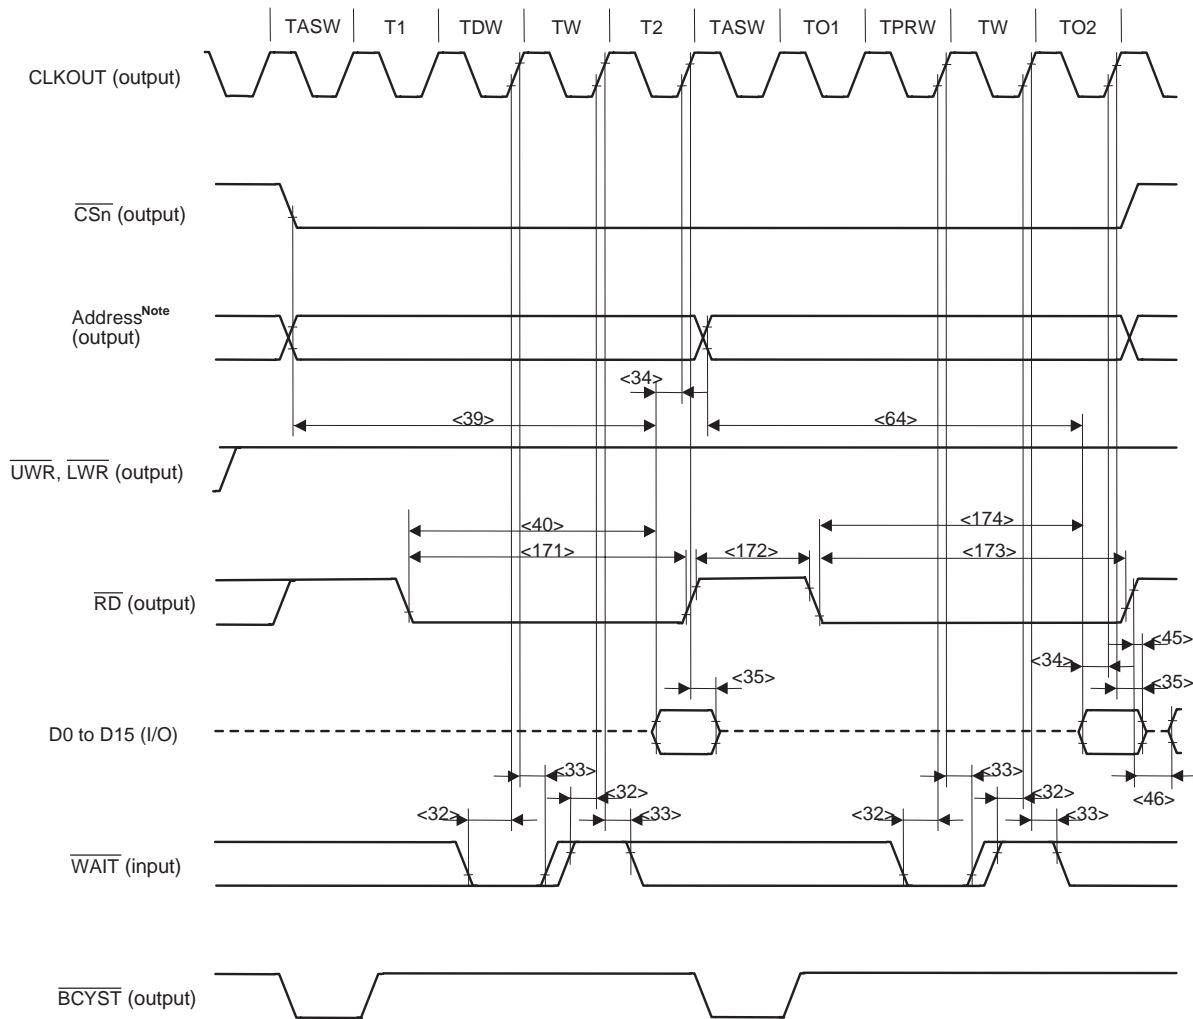 TASW T1 TDW TW T2 TASW TO1 TPRW TW TO2
CLKOUT (output)
CSn (output)
Address Note
(output)
<34>
<39> <64>
UWR, LWR (output)
<40> <174>
<171> <172> <173>
RD (output)
<45>
<34>
<35> <35>
D0 to D15 (I/O)
<33> <33>
<32> <32> <46>
<32> <33> <32> <33>
WAIT (input)
BCYST (output)